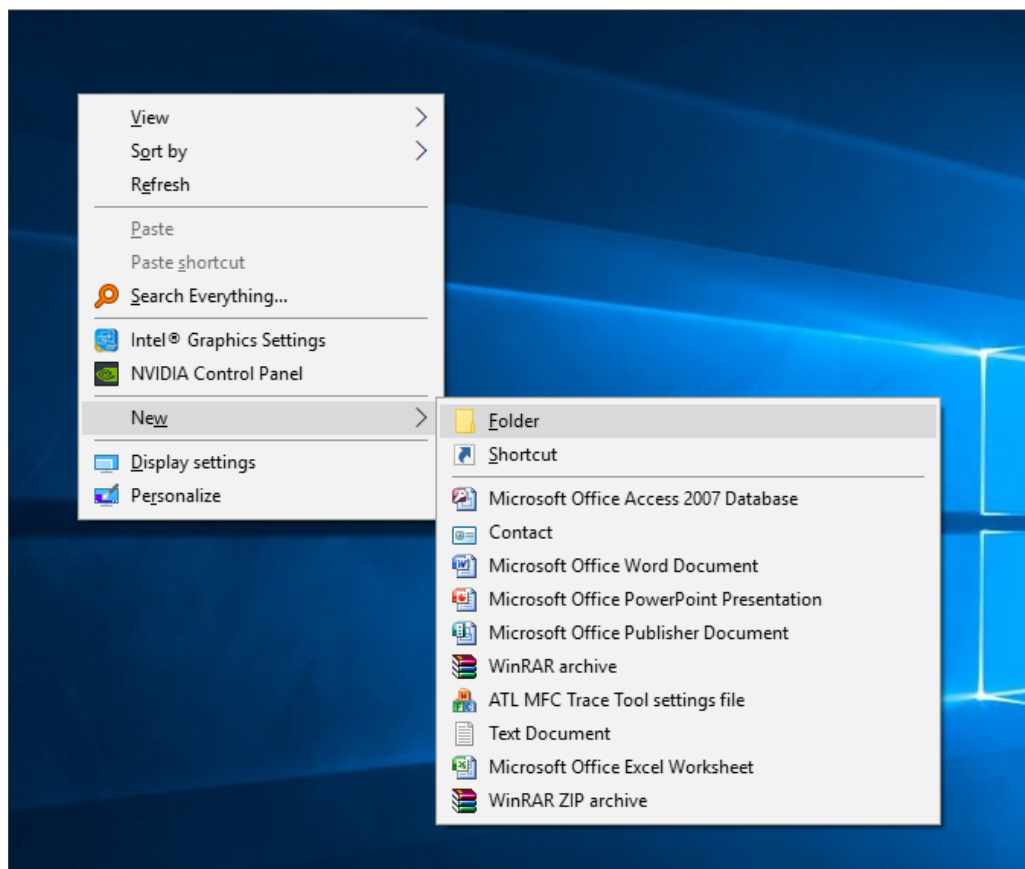 View
Sort by
Refresh
Paste
Paste shortcut
Search Everything...
Intel® Graphics Settings
NVIDIA Control Panel
New
Display settings
Personalize
Folder
Shortcut
Microsoft Office Access 2007 Database
Contact
Microsoft Office Word Document
Microsoft Office PowerPoint Presentation
Microsoft Office Publisher Document
WinRAR archive
ATL MFC Trace Tool settings file
Text Document
Microsoft Office Excel Worksheet
WinRAR ZIP archive